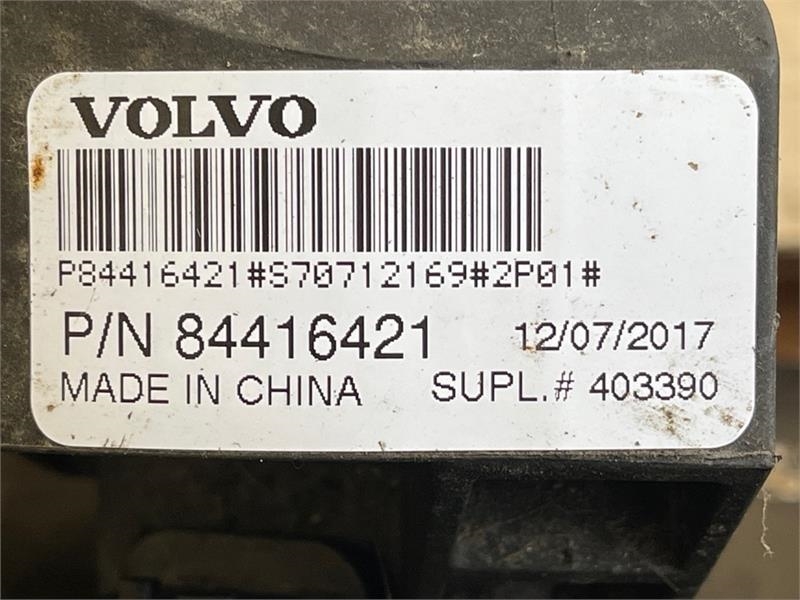 VOLVO
P84416421#S70712169#2P01#
P/N 84416421 12/07/2017
MADE IN CHINA SUPL.# 403390